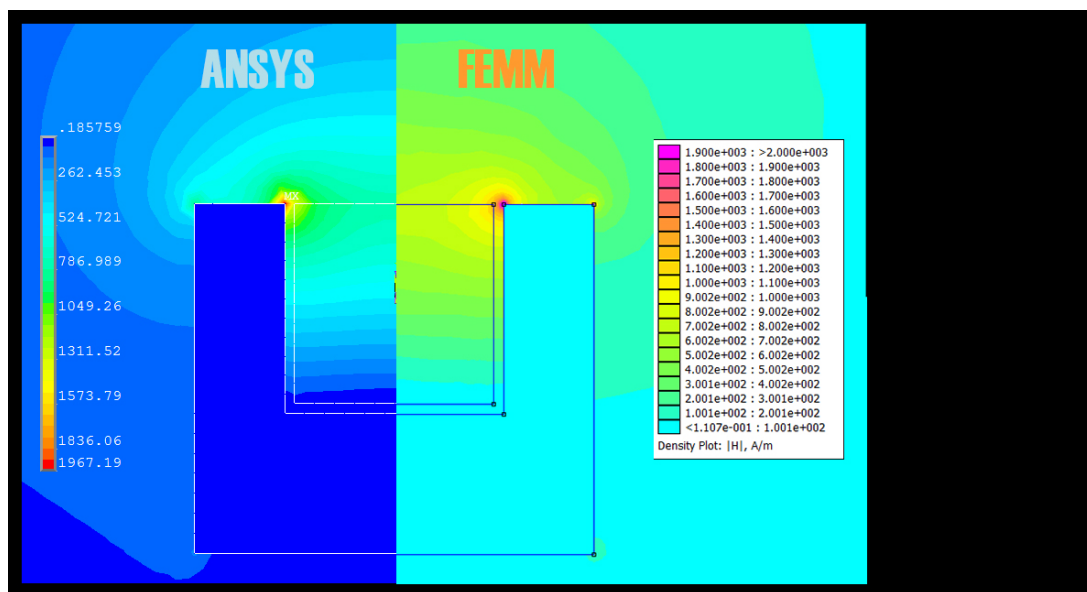 ANSYS
FEMM
.185759
262.453
524.721
786.989
1049.26
1311.52
1573.79
1836.06
1967.19
MX
1.900e+003 : >2.000e+003
1.800e+003 : 1.900e+003
1.700e+003 : 1.800e+003
1.600e+003 : 1.700e+003
1.500e+003 : 1.600e+003
1.400e+003 : 1.500e+003
1.300e+003 : 1.400e+003
1.200e+003 : 1.300e+003
1.100e+003 : 1.200e+003
1.000e+003 : 1.100e+003
9.002e+002 : 1.000e+003
8.002e+002 : 9.002e+002
7.002e+002 : 8.002e+002
6.002e+002 : 7.002e+002
5.002e+002 : 6.002e+002
4.002e+002 : 5.002e+002
3.001e+002 : 4.002e+002
2.001e+002 : 3.001e+002
1.001e+002 : 2.001e+002
<1.107e-001 : 1.001e+002
Density Plot: |H|, A/m